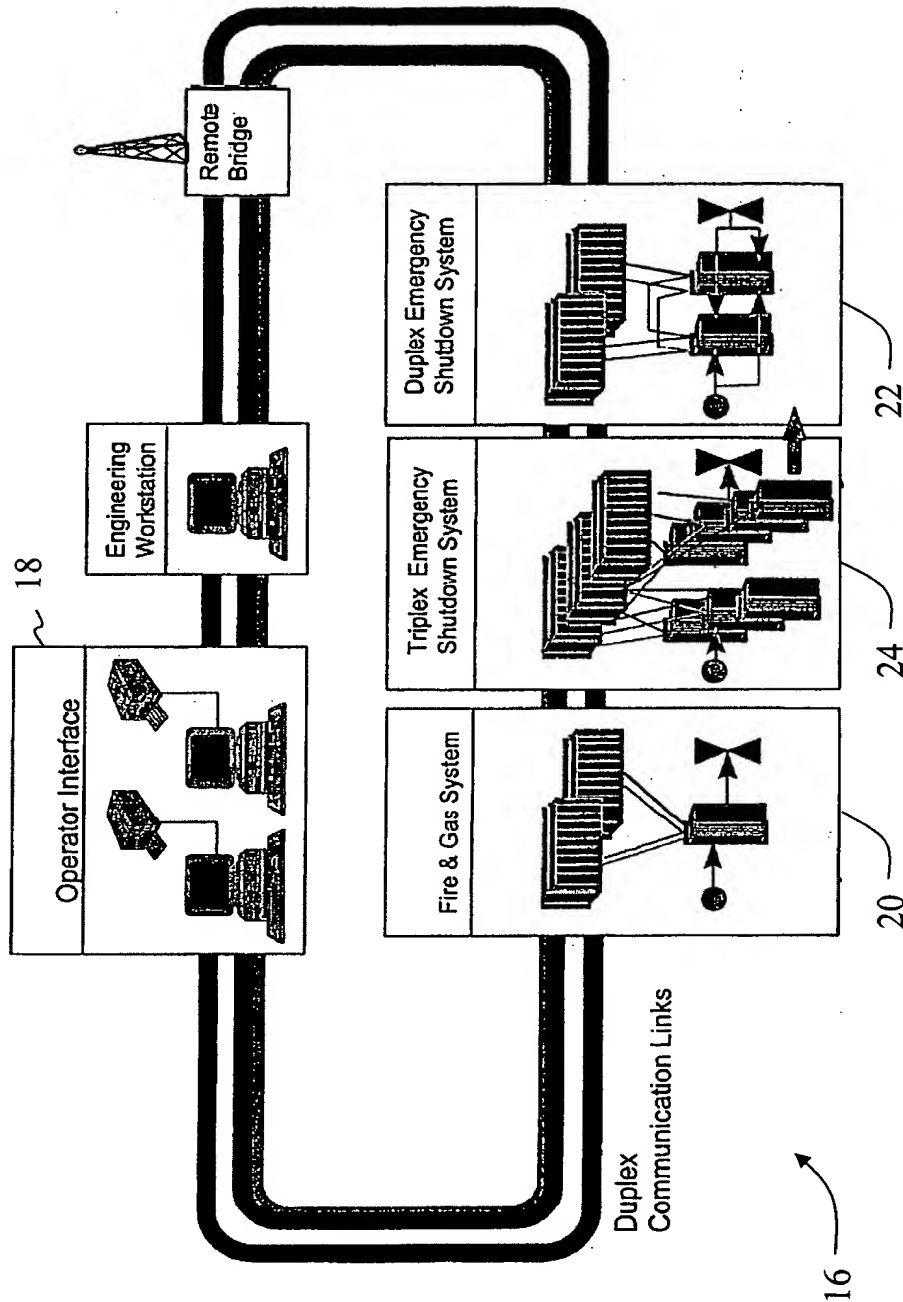 18
Operator Interface
Engineering
Workstation
Remote
Bridge
Fire & Gas System
Triplex Emergency
Shutdown System
Duplex Emergency
Shutdown System
Duplex
Communication Links
16
20
24
22